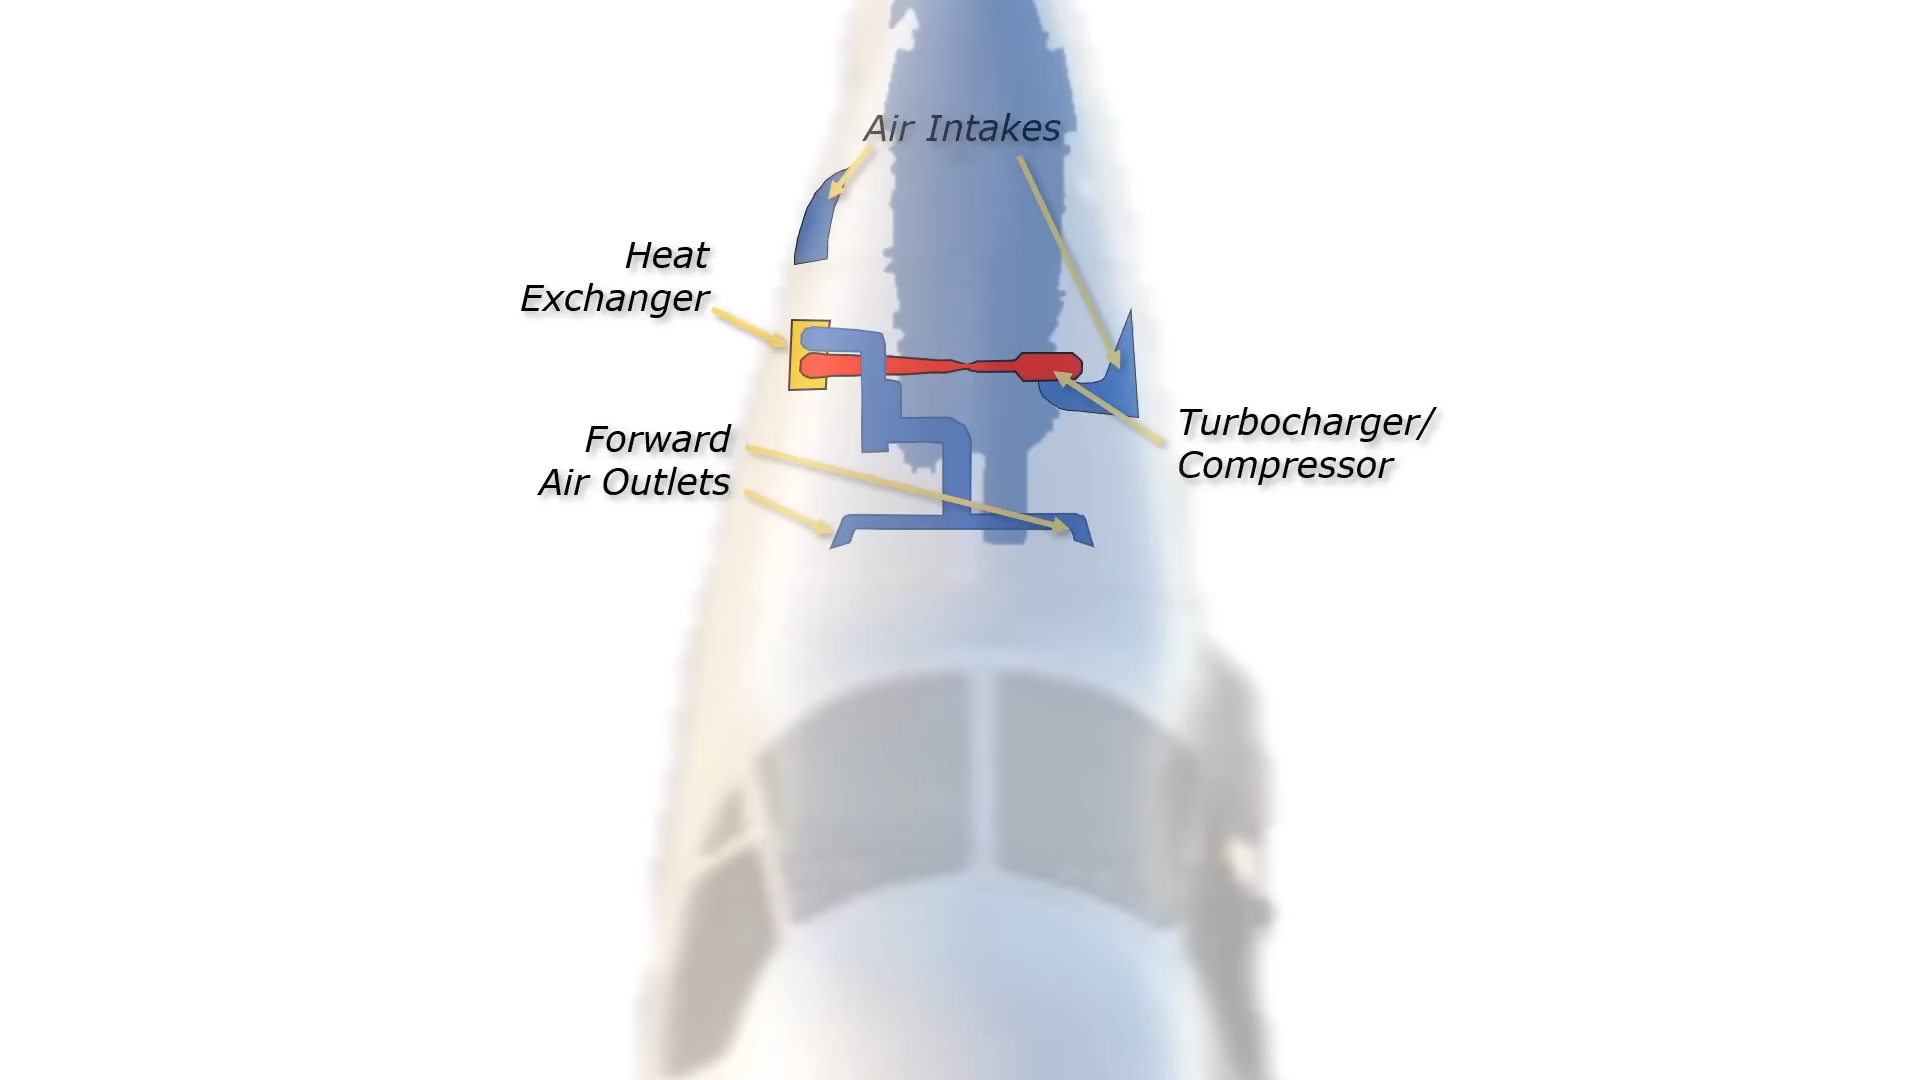 Air Intakes
Heat
Exchanger
Forward
Air Outlets
Turbocharger/
Compressor